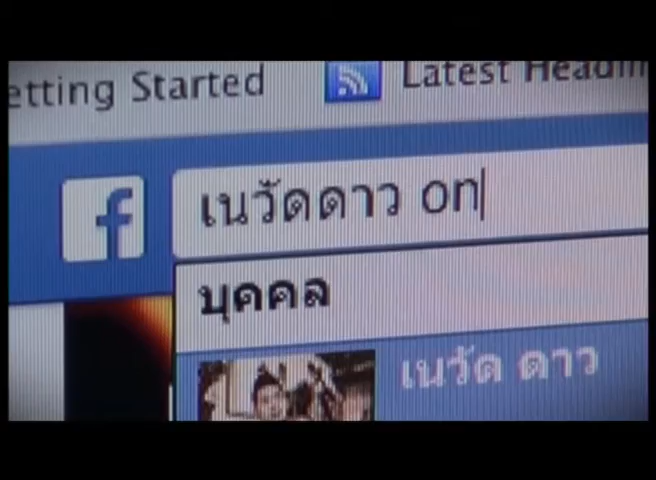 etting Started
Latest Headlin
f
เนวัดดาว on
บุคคล
เนวัด ดาว